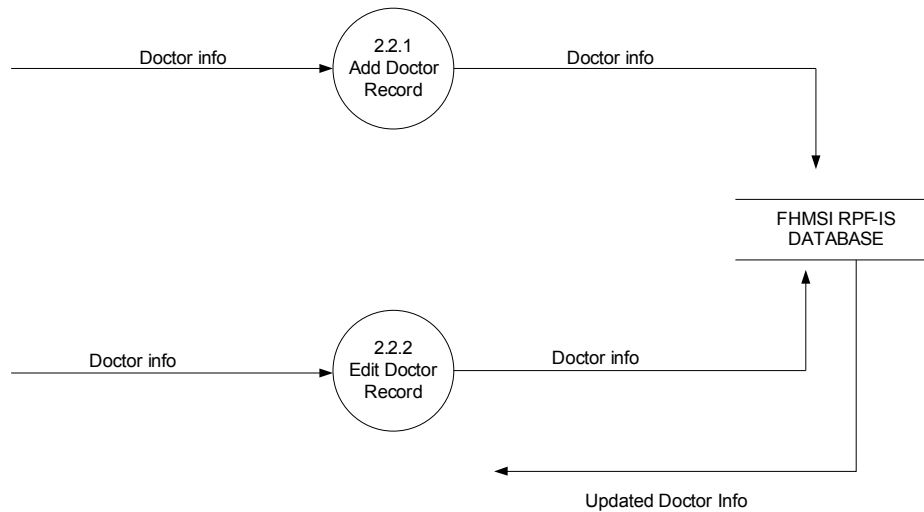 Doctor info
2.2.1
Add Doctor
Record
Doctor info
FHMSI RPF-IS
DATABASE
Doctor info
2.2.2
Edit Doctor
Record
Doctor info
Updated Doctor Info